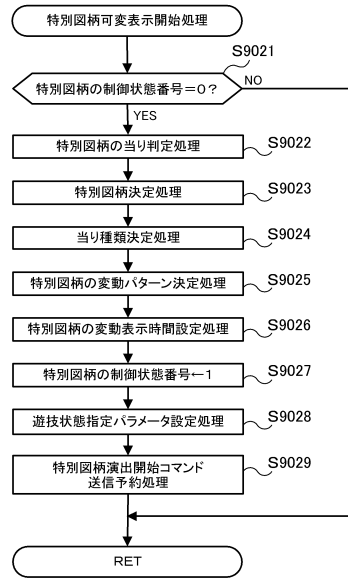 特別図柄可変表示開始処理
S9021
特別図柄の制御状態番号=0?
NO
YES
特別図柄の当り判定処理
S9022
特別図柄決定処理
S9023
当り種類決定処理
S9024
特別図柄の変動パターン決定処理
S9025
特別図柄の変動表示時間設定処理
S9026
特別図柄の制御状態番号←1
S9027
遊技状態指定パラメータ設定処理
S9028
特別図柄演出開始コマンド
送信予約処理
S9029
RET